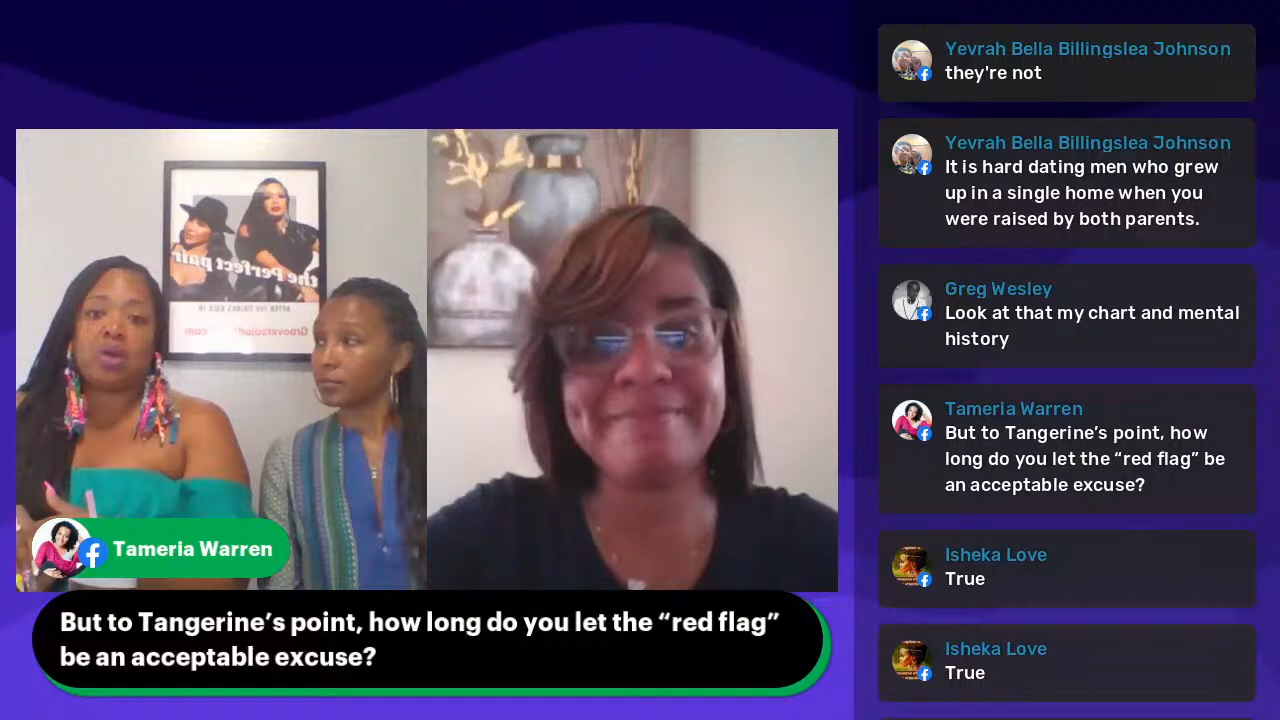 the Perfect pair
Tameria Warren
But to Tangerine’s point, how long do you let the “red flag”
be an acceptable excuse?
Yevrah Bella Billingslea Johnson
they're not
Yevrah Bella Billingslea Johnson
It is hard dating men who grew
up in a single home when you
were raised by both parents.
Greg Wesley
Look at that my chart and mental
history
Tameria Warren
But to Tangerine’s point, how
long do you let the “red flag” be
an acceptable excuse?
Isheka Love
True
Isheka Love
True